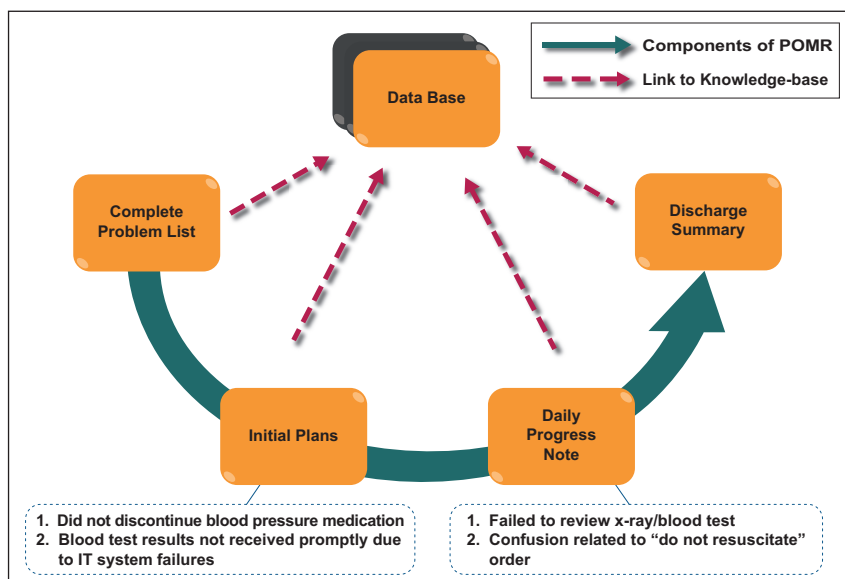 Components of POMR
Link to Knowledge-base
Data Base
Complete
Problem List
Discharge
Summary
Initial Plans
Daily
Progress
Note
1. Did not discontinue blood pressure medication
2. Blood test results not received promptly due
to IT system failures
1. Failed to review x-ray/blood test
2. Confusion related to “do not resuscitate”
order